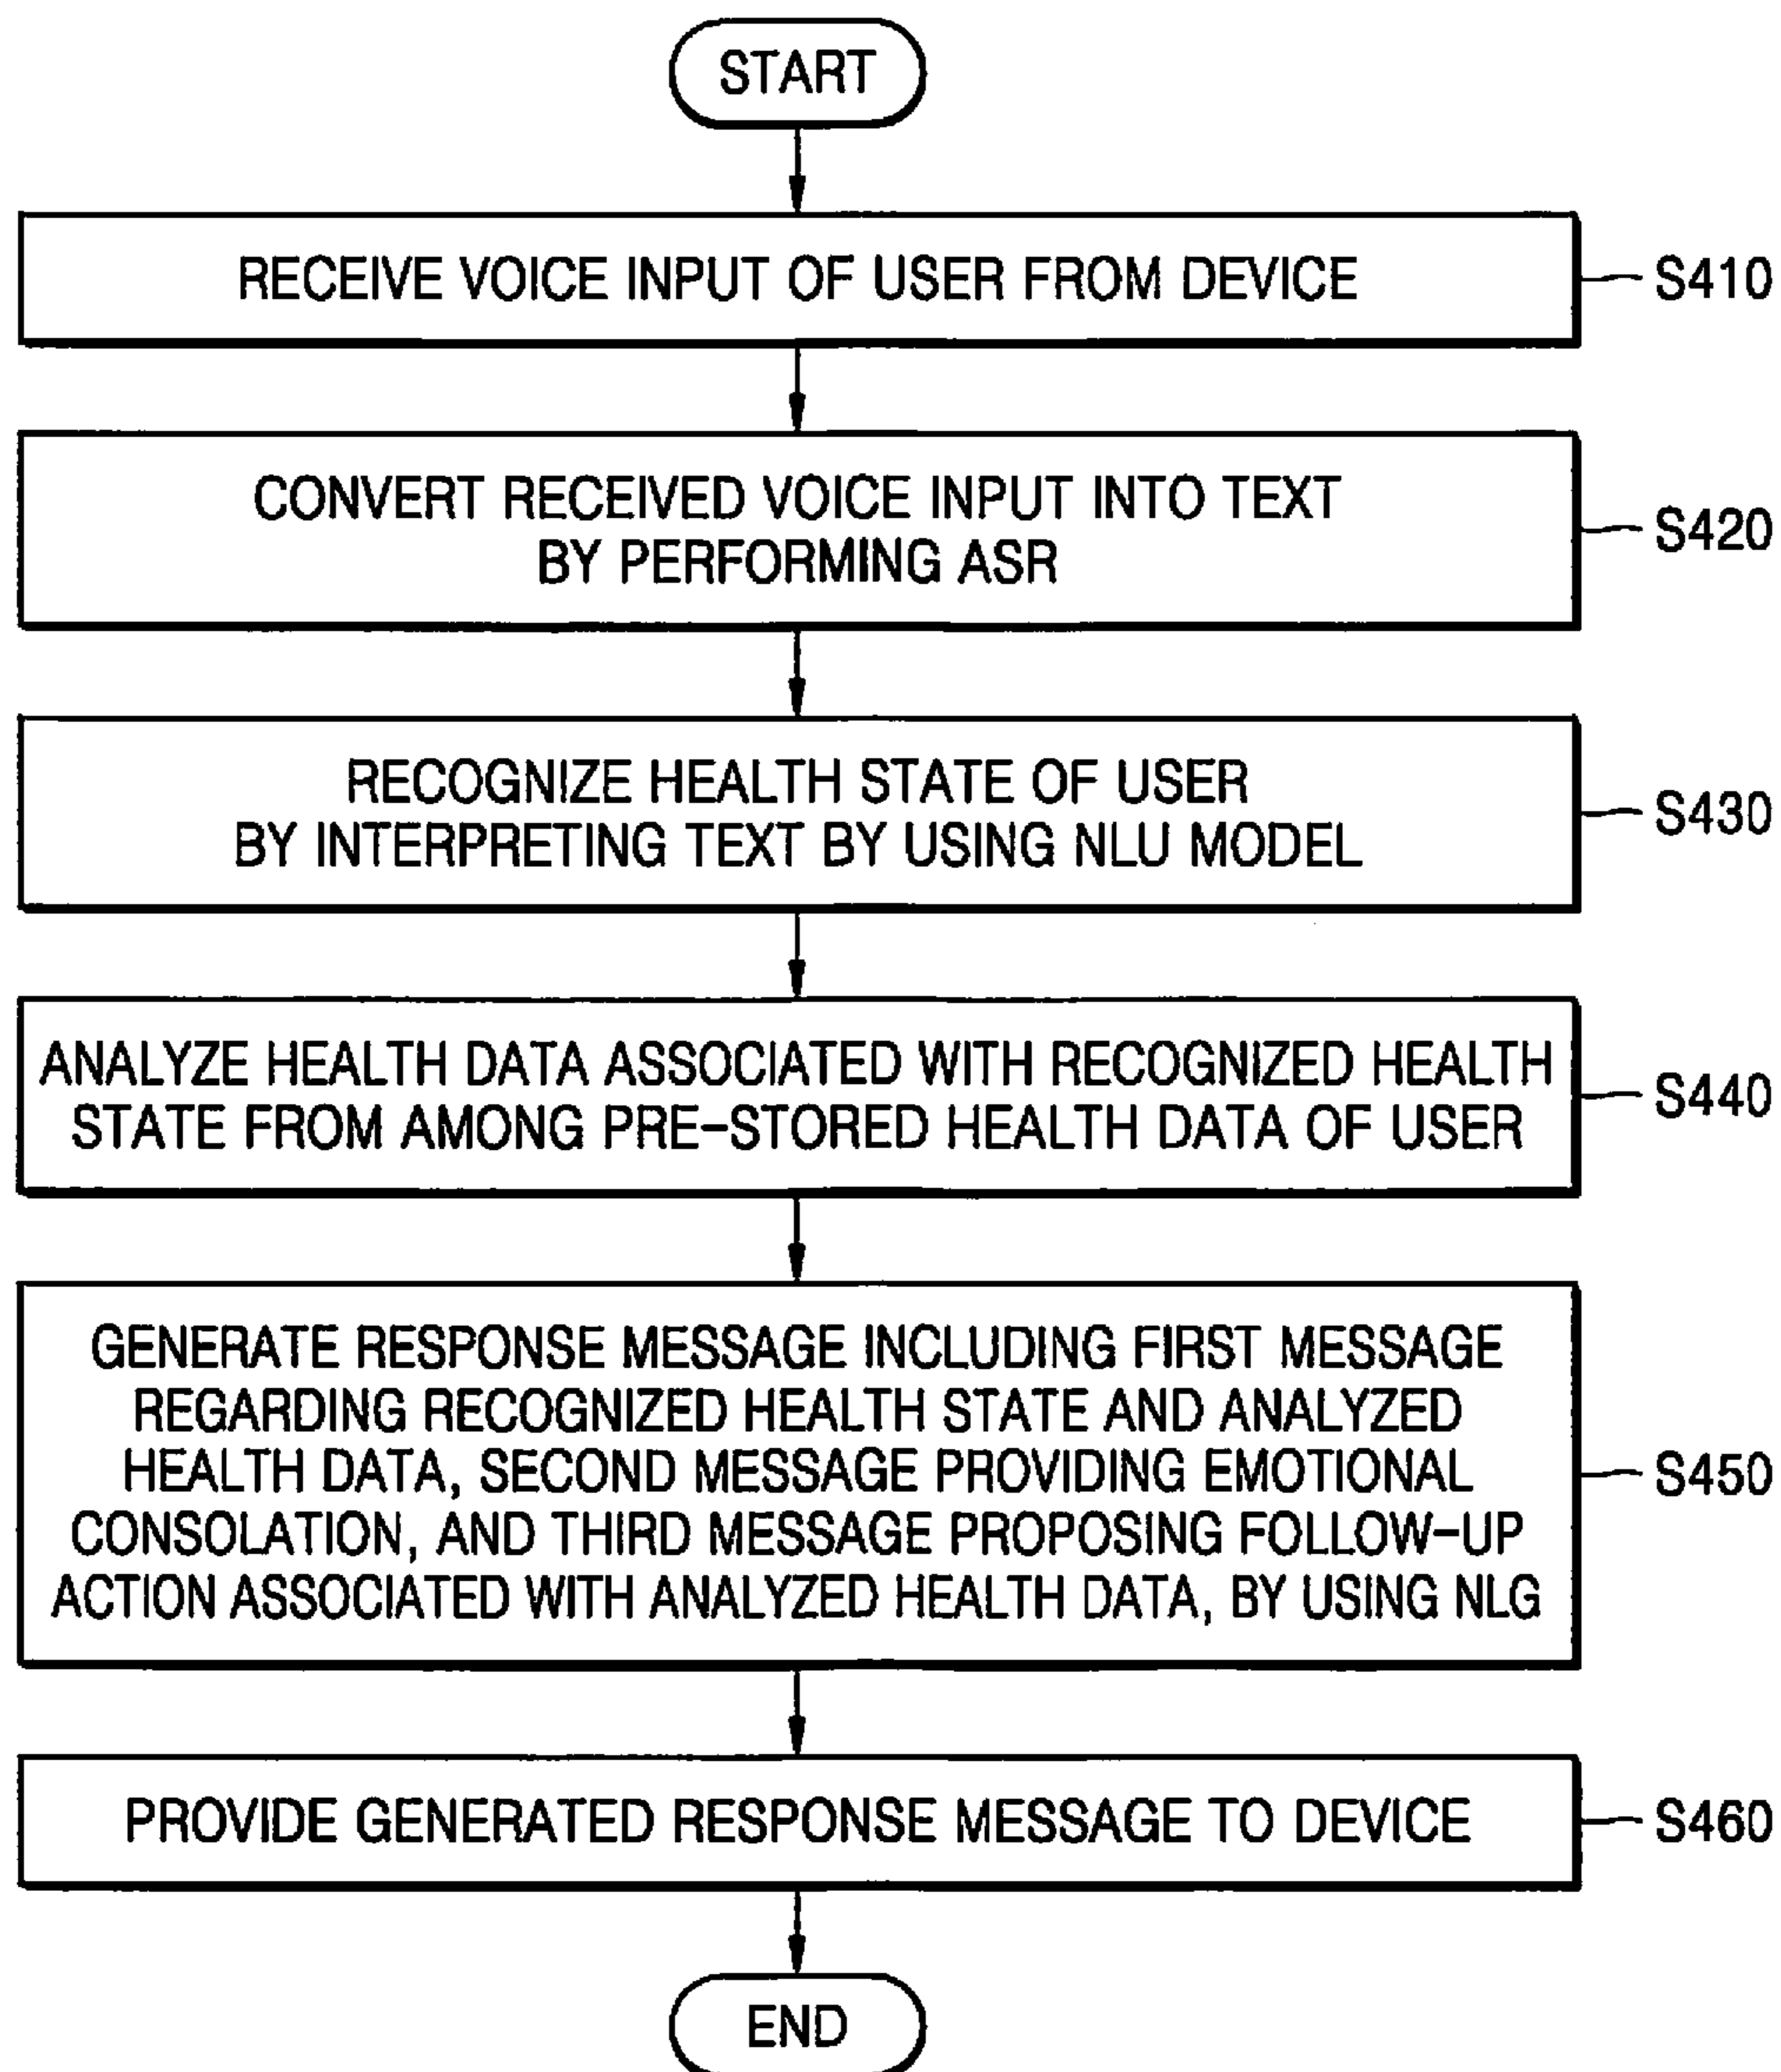 START
RECEIVE VOICE INPUT OF USER FROM DEVICE
S410
CONVERT RECEIVED VOICE INPUT INTO TEXT
BY PERFORMING ASR
S420
RECOGNIZE HEALTH STATE OF USER
BY INTERPRETING TEXT BY USING NLU MODEL
S430
ANALYZE HEALTH DATA ASSOCIATED WITH RECOGNIZED HEALTH
STATE FROM AMONG PRE-STORED HEALTH DATA OF USER
S440
GENERATE RESPONSE MESSAGE INCLUDING FIRST MESSAGE
REGARDING RECOGNIZED HEALTH STATE AND ANALYZED
HEALTH DATA, SECOND MESSAGE PROVIDING EMOTIONAL
CONSOLATION, AND THIRD MESSAGE PROPOSING FOLLOW-UP
ACTION ASSOCIATED WITH ANALYZED HEALTH DATA, BY USING NLG
S450
PROVIDE GENERATED RESPONSE MESSAGE TO DEVICE
S460
END